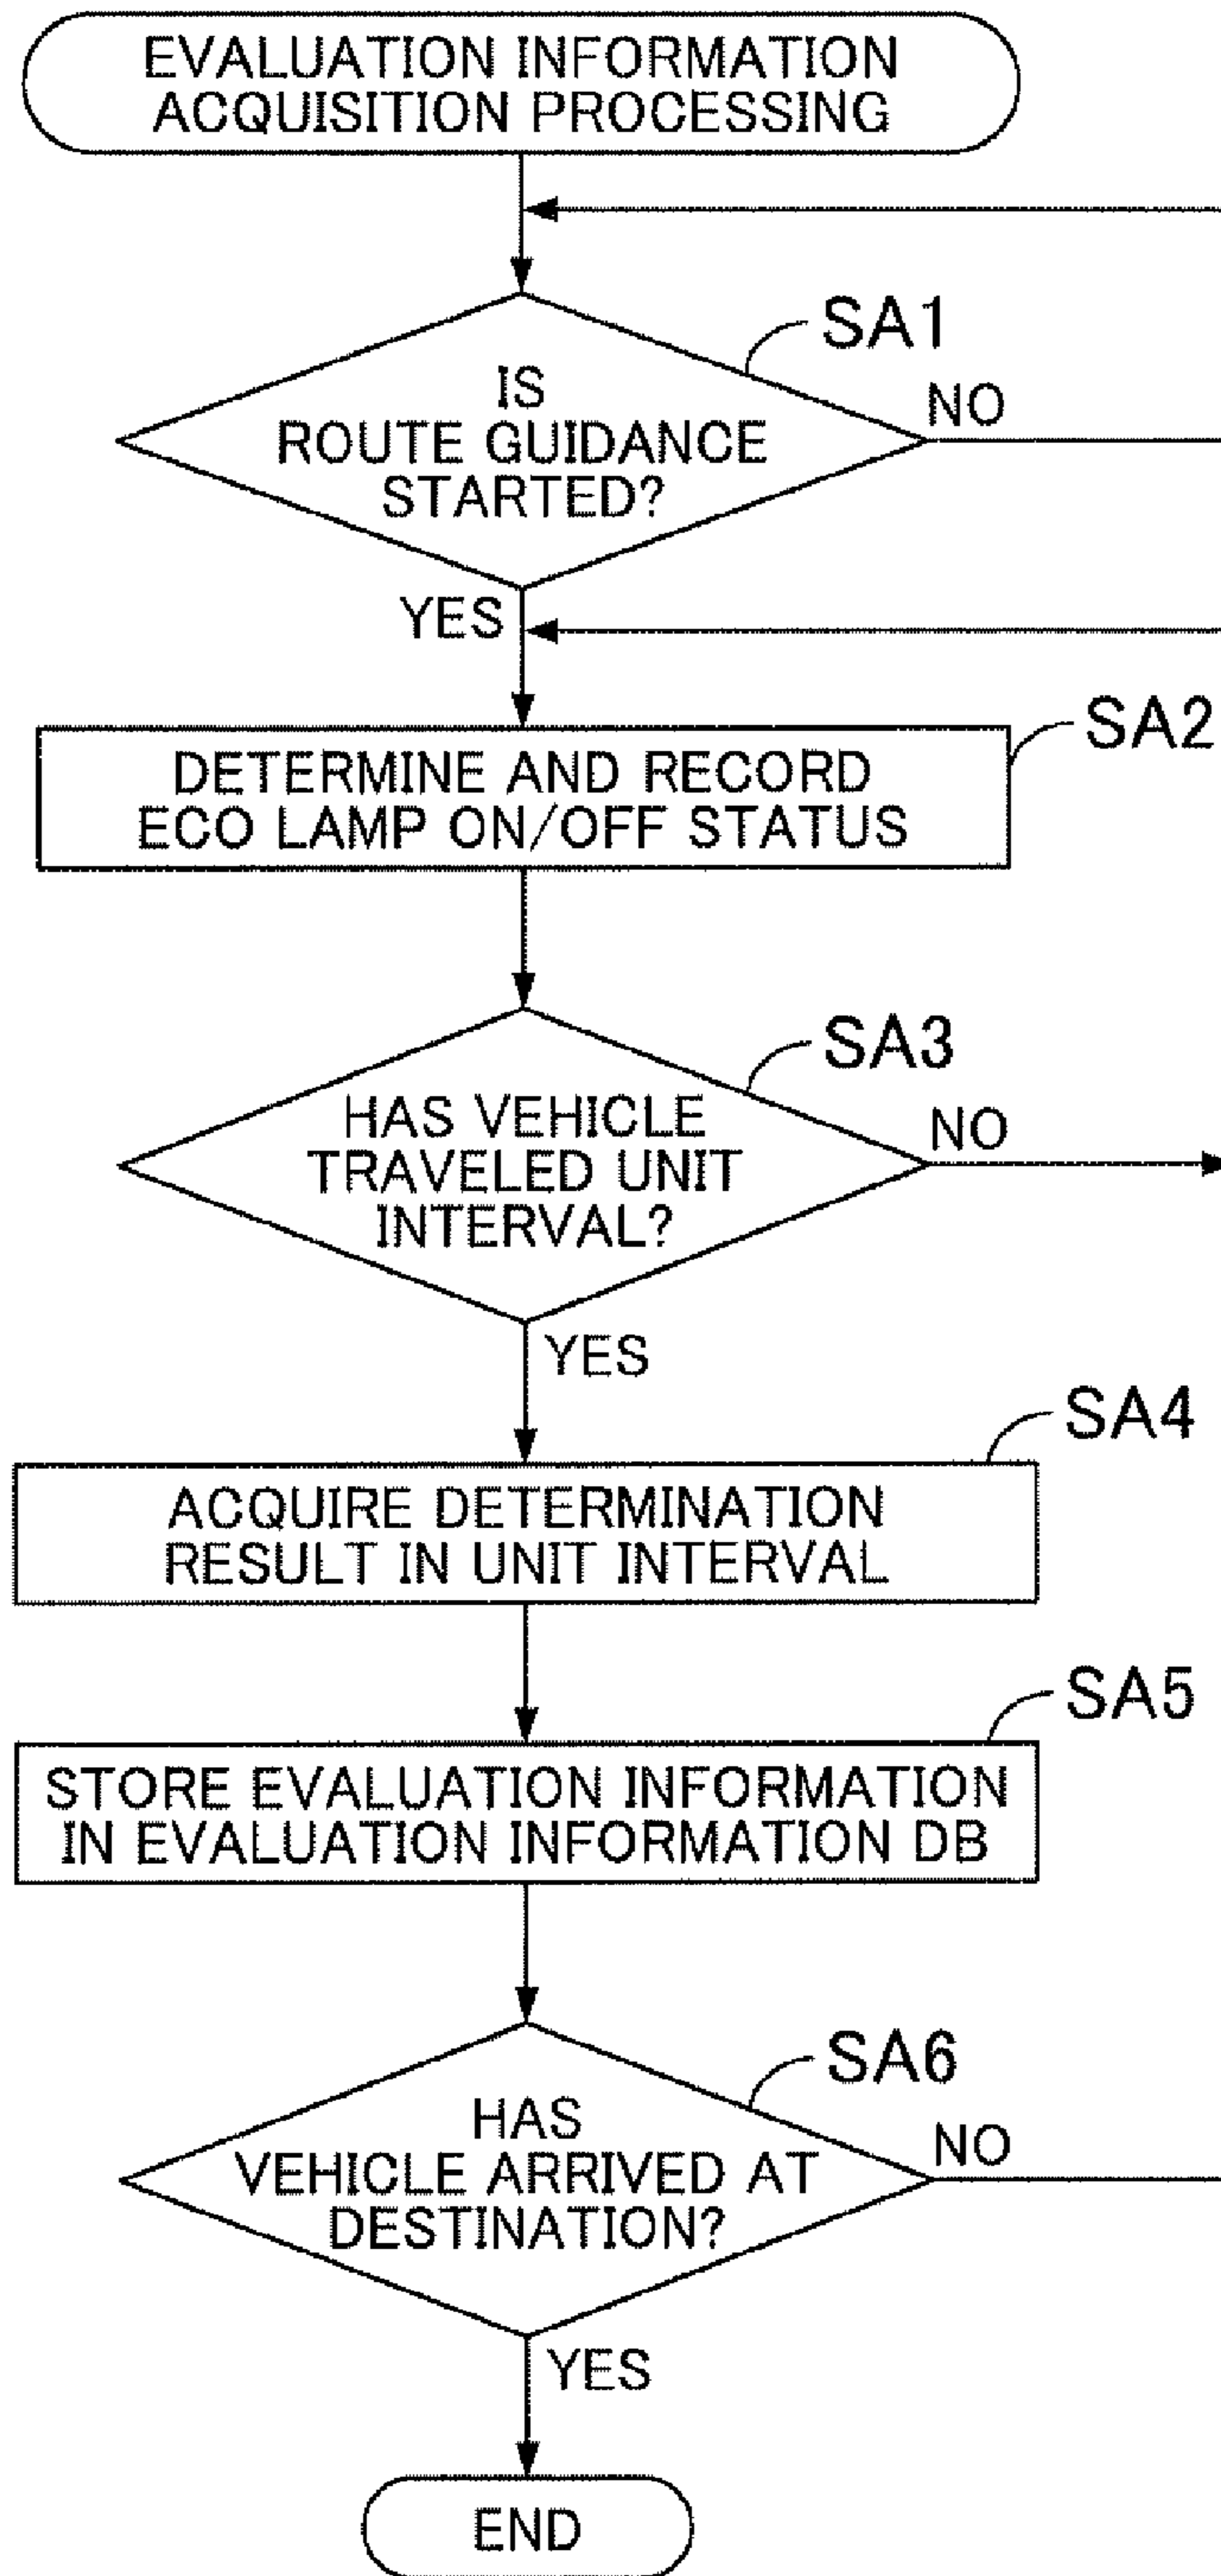 EVALUATION INFORMATION
ACQUISITION PROCESSING
SA1
IS
ROUTE GUIDANCE
STARTED?
NO
YES
SA2
DETERMINE AND RECORD
ECO LAMP ON/OFF STATUS
SA3
HAS VEHICLE
TRAVELED UNIT
INTERVAL?
NO
YES
SA4
ACQUIRE DETERMINATION
RESULT IN UNIT INTERVAL
SA5
STORE EVALUATION INFORMATION
IN EVALUATION INFORMATION DB
SA6
HAS
VEHICLE ARRIVED AT
DESTINATION?
NO
YES
END